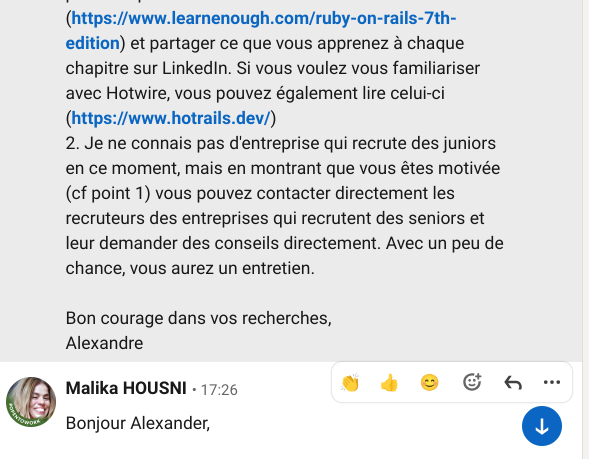 (https://www.learnenough.com/ruby-on-rails-7th-
edition) et partager ce que vous apprenez à chaque
chapitre sur LinkedIn. Si vous voulez vous familiariser
avec Hotwire, vous pouvez également lire celui-ci
(https://www.hotrails.dev/)
2. Je ne connais pas d'entreprise qui recrute des juniors
en ce moment, mais en montrant que vous êtes motivée
(cf point 1) vous pouvez contacter directement les
recruteurs des entreprises qui recrutent des seniors et
leur demander des conseils directement. Avec un peu de
chance, vous aurez un entretien.
Bon courage dans vos recherches,
Alexandre
Malika HOUSNI • 17:26
#OPENTOWORK
Bonjour Alexander,